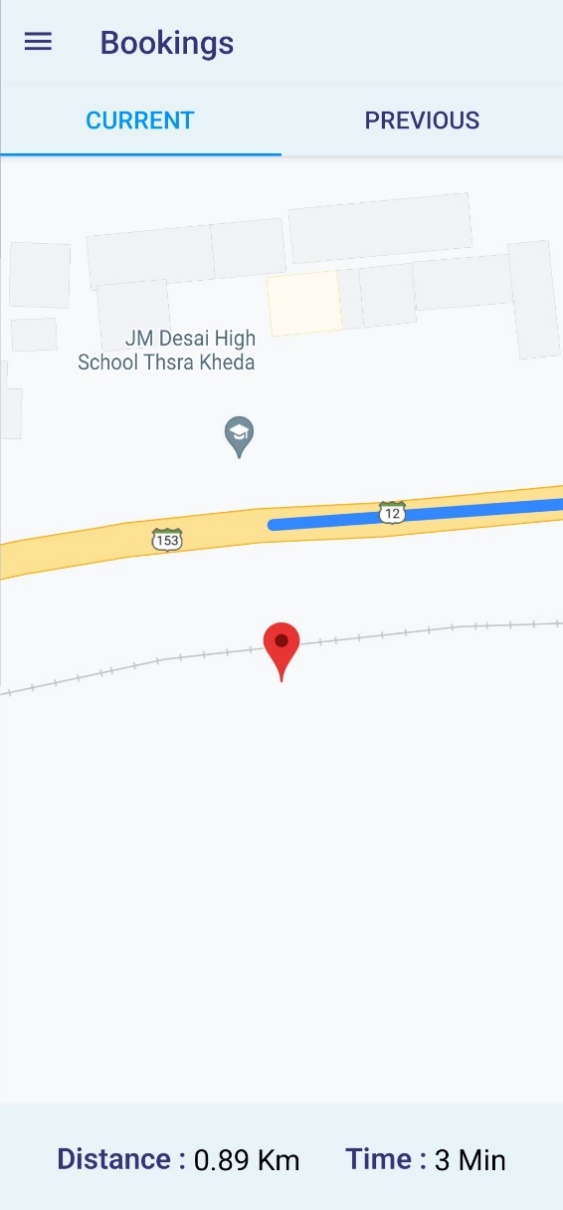 Bookings
CURRENT PREVIOUS
JM Desai High
School Thsra Kheda
12
153
Distance : 0.89 Km Time : 3 Min